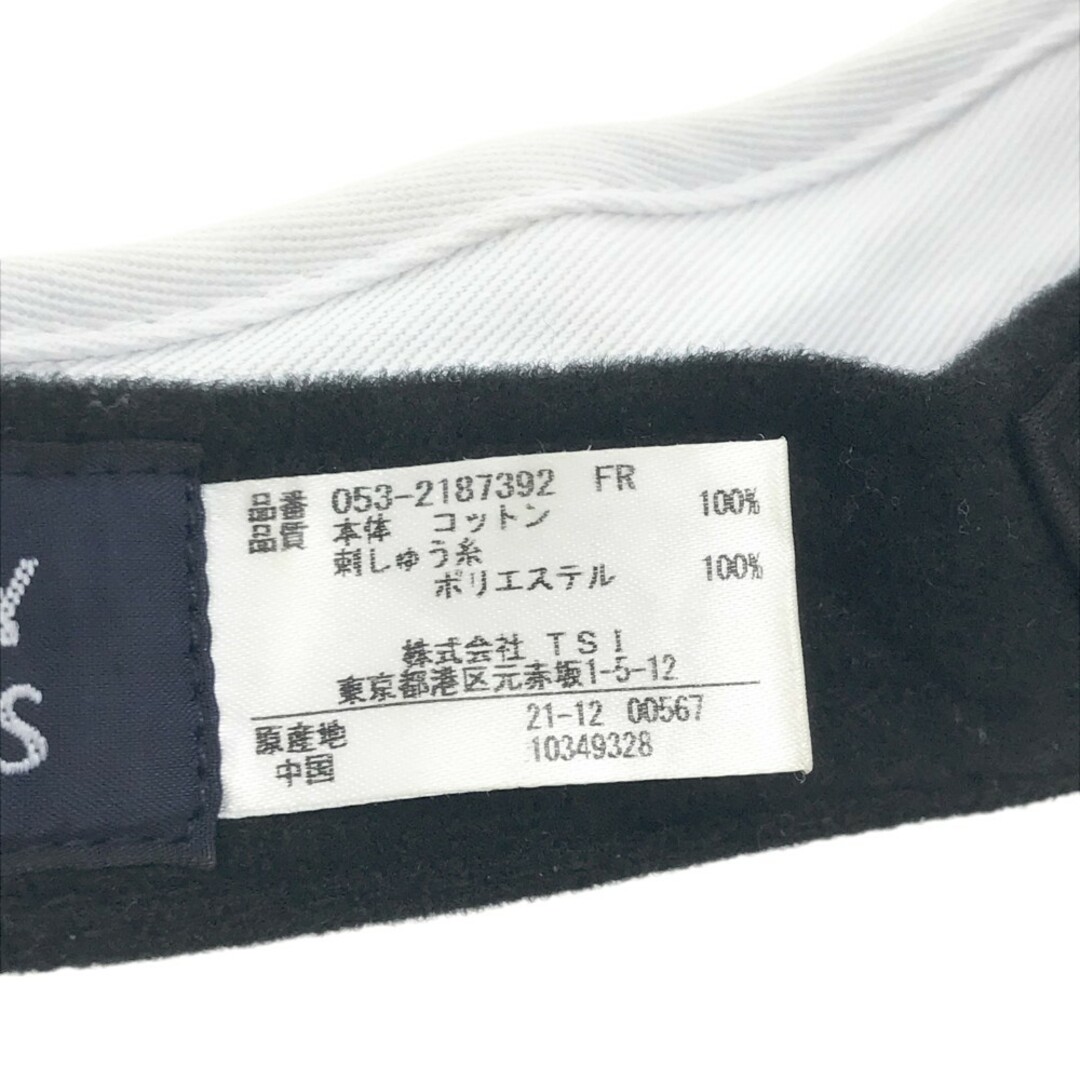 品番 053-2187392 FR
品質 本体 コットン 100%
刺しゅう糸
ポリエステル 100%
株式会社 TSI
東京都港区元赤坂1-5-12
原産地 21-12 00567
中国 10349328
S